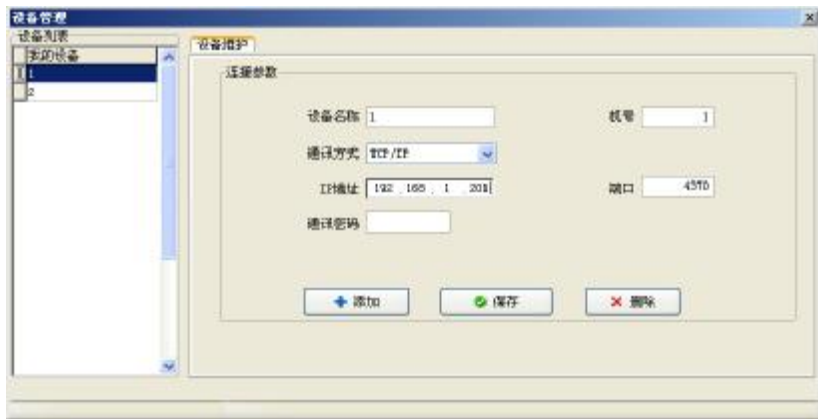 设备管理
设备列表
我的设备
1
2
设备维护
连接参数
设备名称 1
机号 1
通讯方式 TCP/IP
IP地址 192 . 168 . 1 . 201
端口 4370
通讯密码
添加
保存
删除